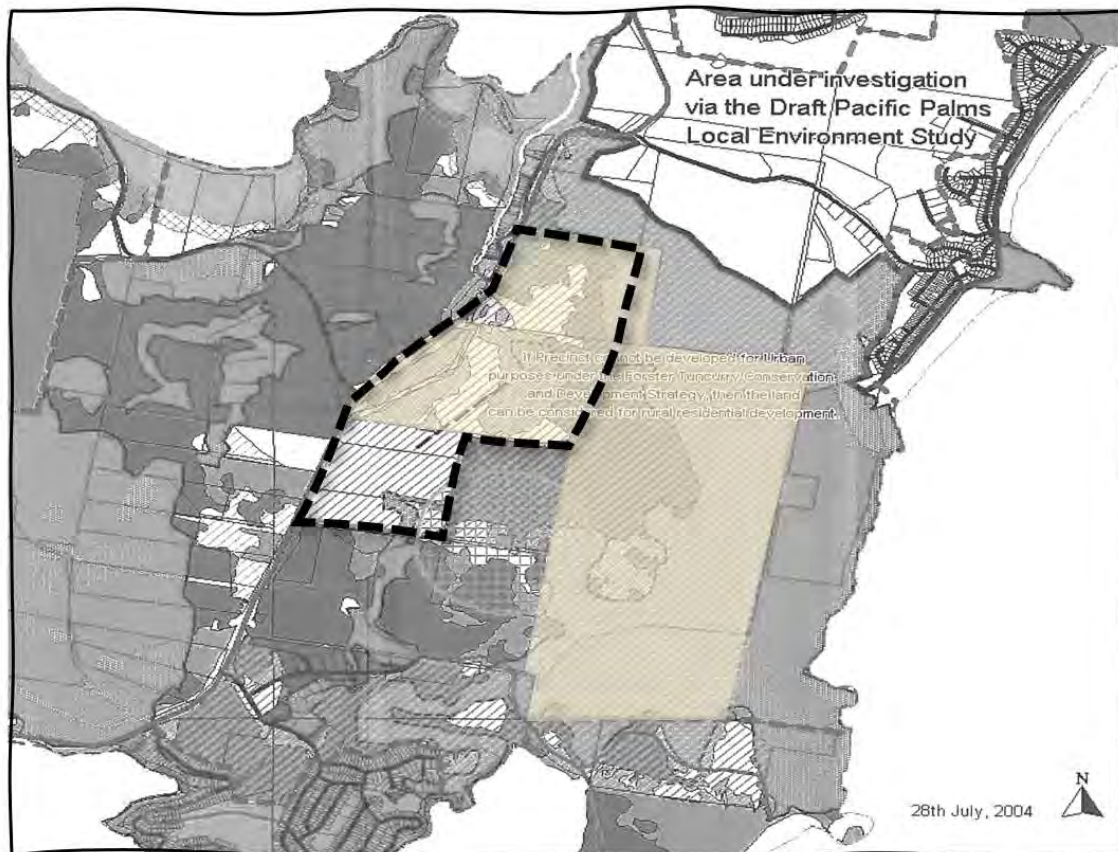 Area under investigation
via the Draft Pacific Palms
Local Environment Study
If Precinct cannot be developed for Urban
purposes under the Forster Tuncurry Conservation
and Development Strategy, then the land
can be considered for rural residential development
N
28th July, 2004